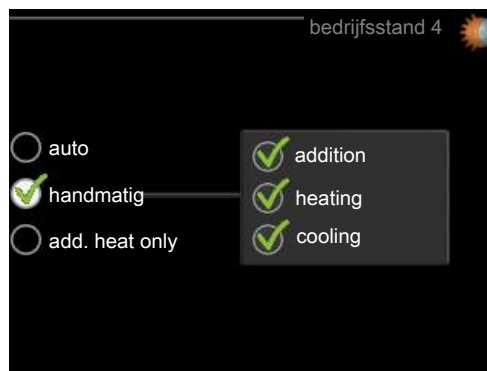 bedrijfsstand 4
auto
handmatig
add. heat only
addition
heating
cooling